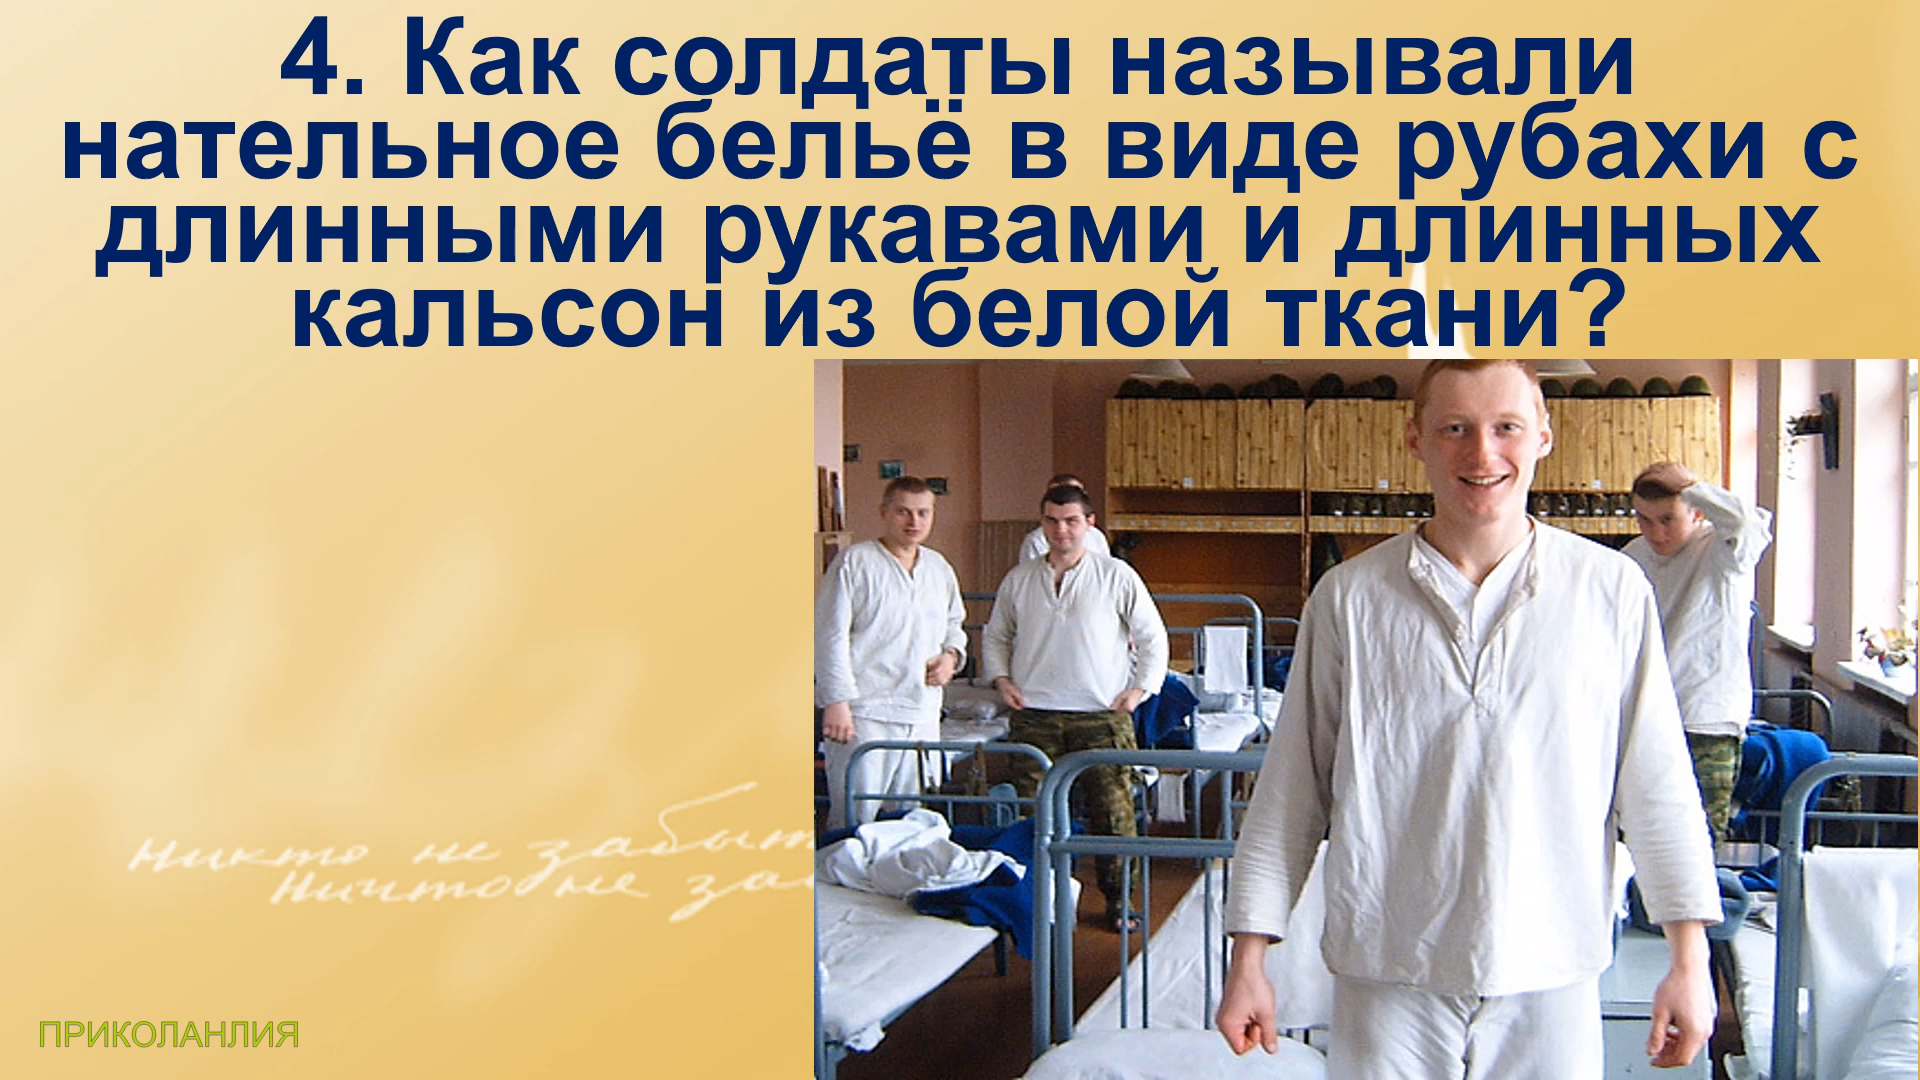 4. Как солдаты называли
нательное бельё в виде рубахи с
длинными рукавами и длинных
кальсон из белой ткани?
Никто не забыт
Ничто не за
ПРИКОЛАНЛИЯ